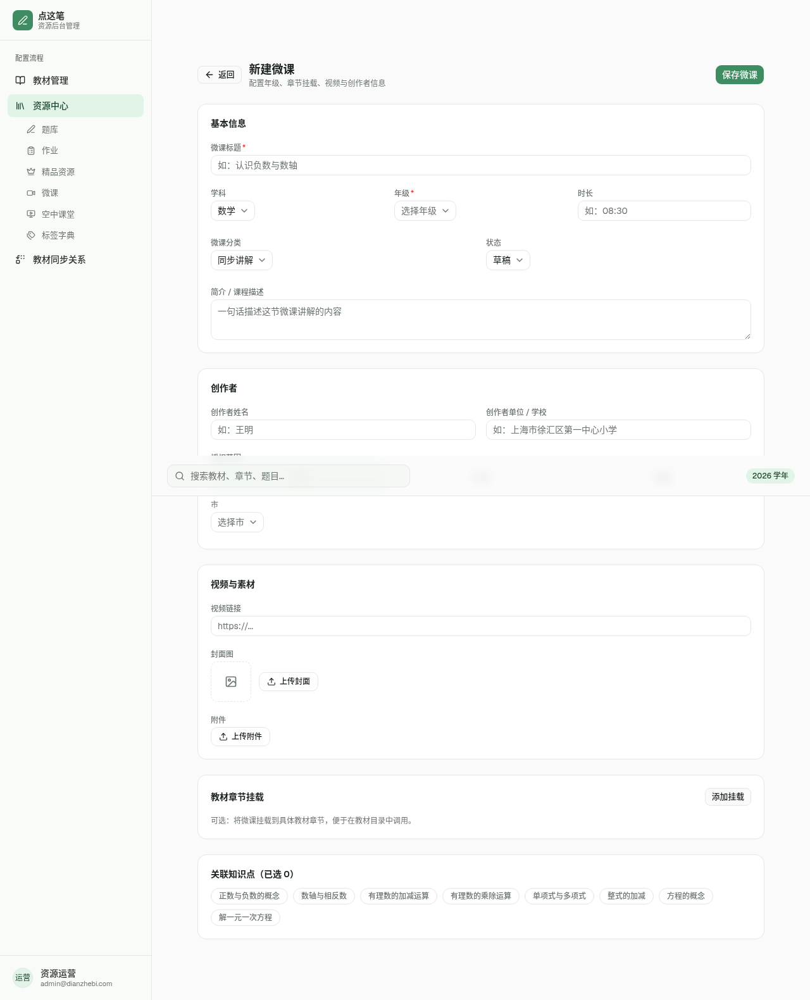 点这笔
资源后台管理
配置流程
教材管理
资源中心
题库
作业
精品资源
微课
空中课堂
标签字典
教材同步关系
运营
资源运营
admin@dianzhebi.com
返回
新建微课
配置年级、章节挂载、视频与创作者信息
保存微课
基本信息
微课标题*
如：认识负数与数轴
学科
年级*
时长
数学
选择年级
如：08:30
微课分类
状态
同步讲解
草稿
简介 / 课程描述
一句话描述这节微课讲解的内容
创作者
创作者姓名
创作者单位 / 学校
如：王明
如：上海市徐汇区第一中心小学
搜索教材、章节、题目...
2026 学年
市
选择市
视频与素材
视频链接
https://...
封面图
上传封面
附件
上传附件
教材章节挂载
添加挂载
可选：将微课挂载到具体教材章节，便于在教材目录中调用。
关联知识点（已选 0）
正数与负数的概念
数轴与相反数
有理数的加减运算
有理数的乘除运算
单项式与多项式
整式的加减
方程的概念
解一元一次方程